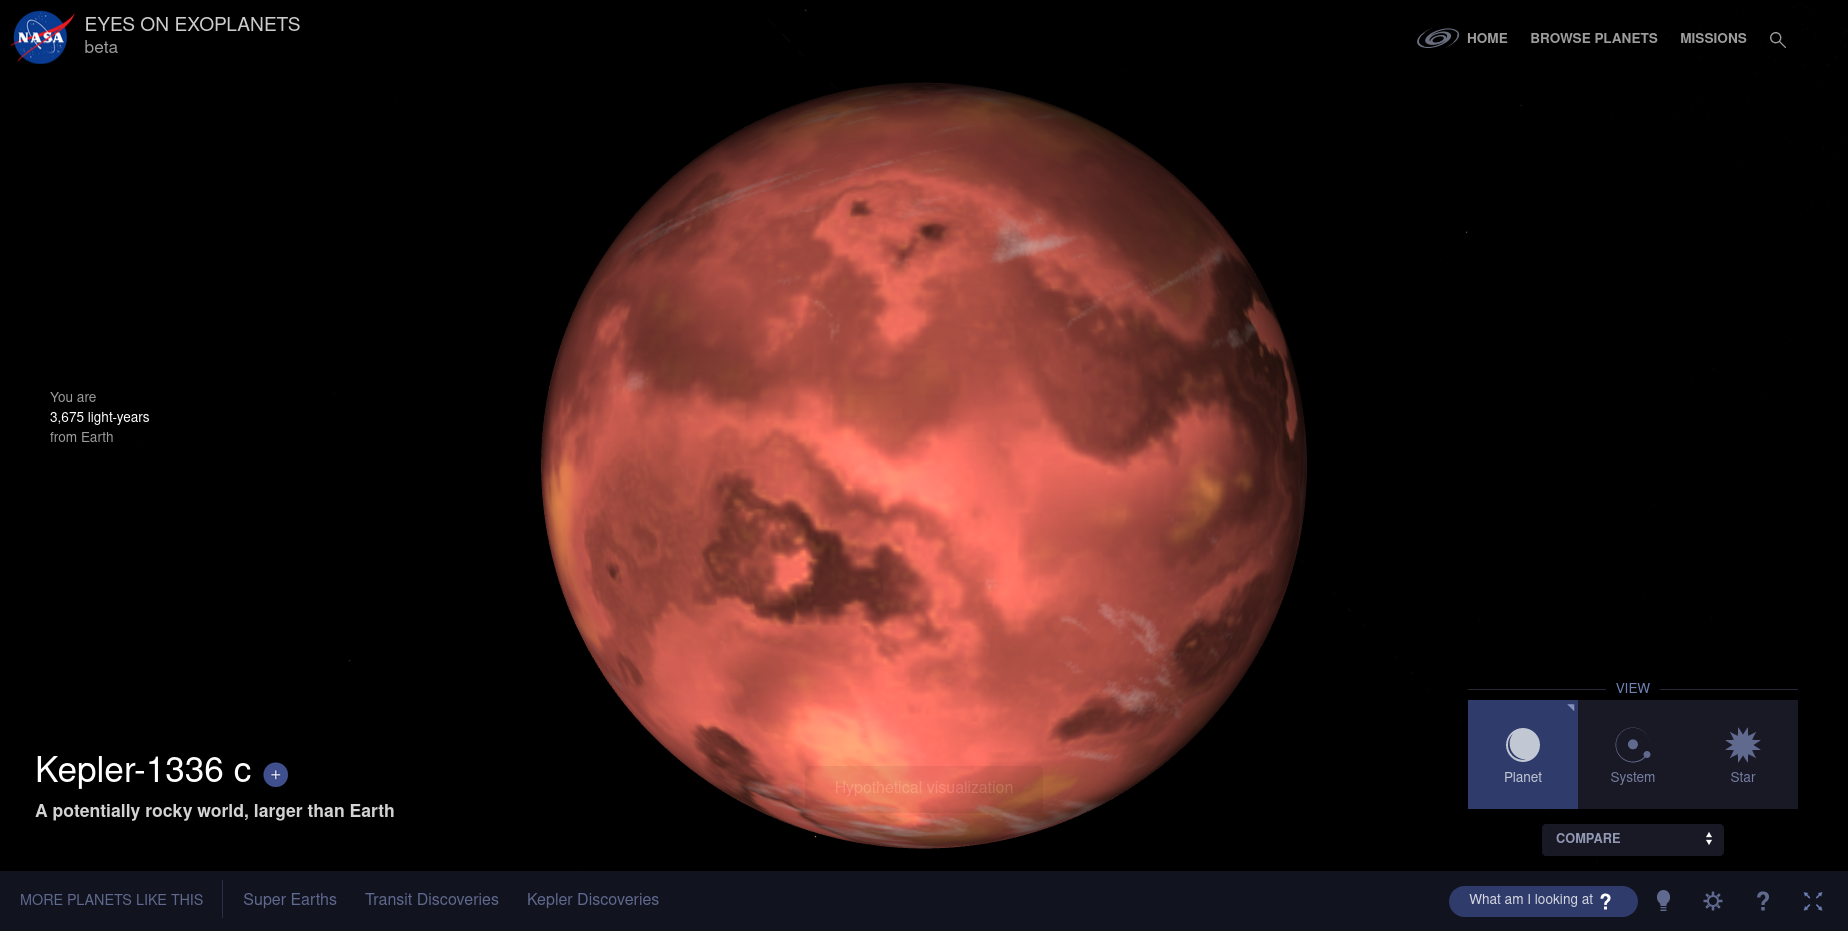 NASA
EYES ON EXOPLANETS
beta
HOME
BROWSE PLANETS
MISSIONS
You are
3,675 light-years
from Earth
Kepler-1336 c +
A potentially rocky world, larger than Earth
Hypothetical visualization
VIEW
Planet
System
Star
COMPARE
MORE PLANETS LIKE THIS
Super Earths
Transit Discoveries
Kepler Discoveries
What am I looking at ?
?